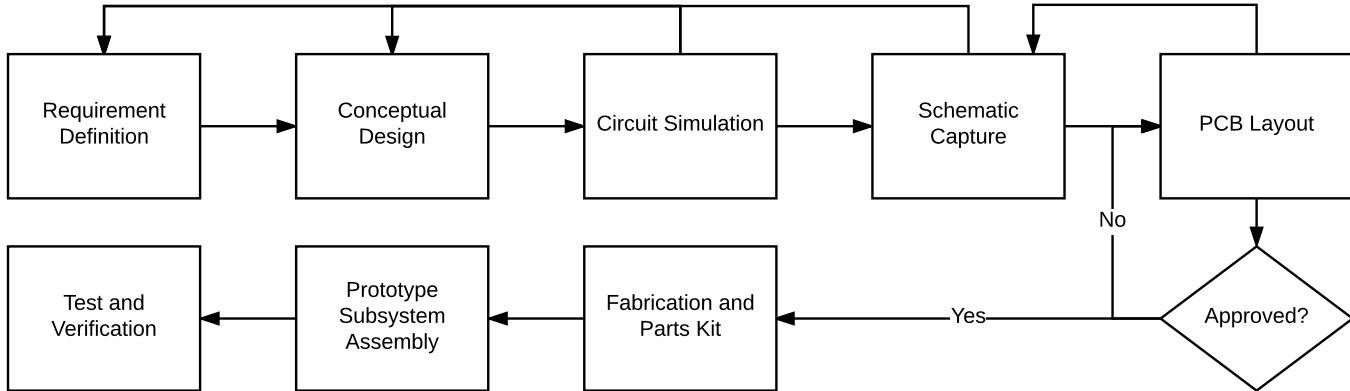 Requirement
Definition
Conceptual
Design
Circuit Simulation
Schematic
Capture
PCB Layout
No
Test and
Verification
Prototype
Subsystem
Assembly
Fabrication and
Parts Kit
Yes
Approved?